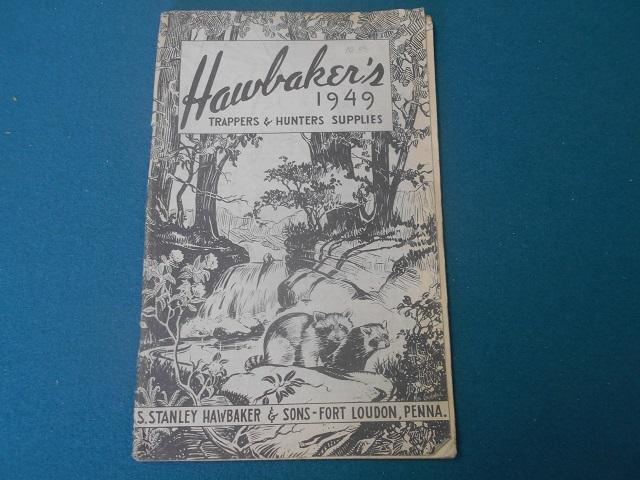 Hawbaker's
1949
TRAPPERS & HUNTERS SUPPLIES
S. STANLEY HAWBAKER & SONS-FORT LOUDON, PENNA.